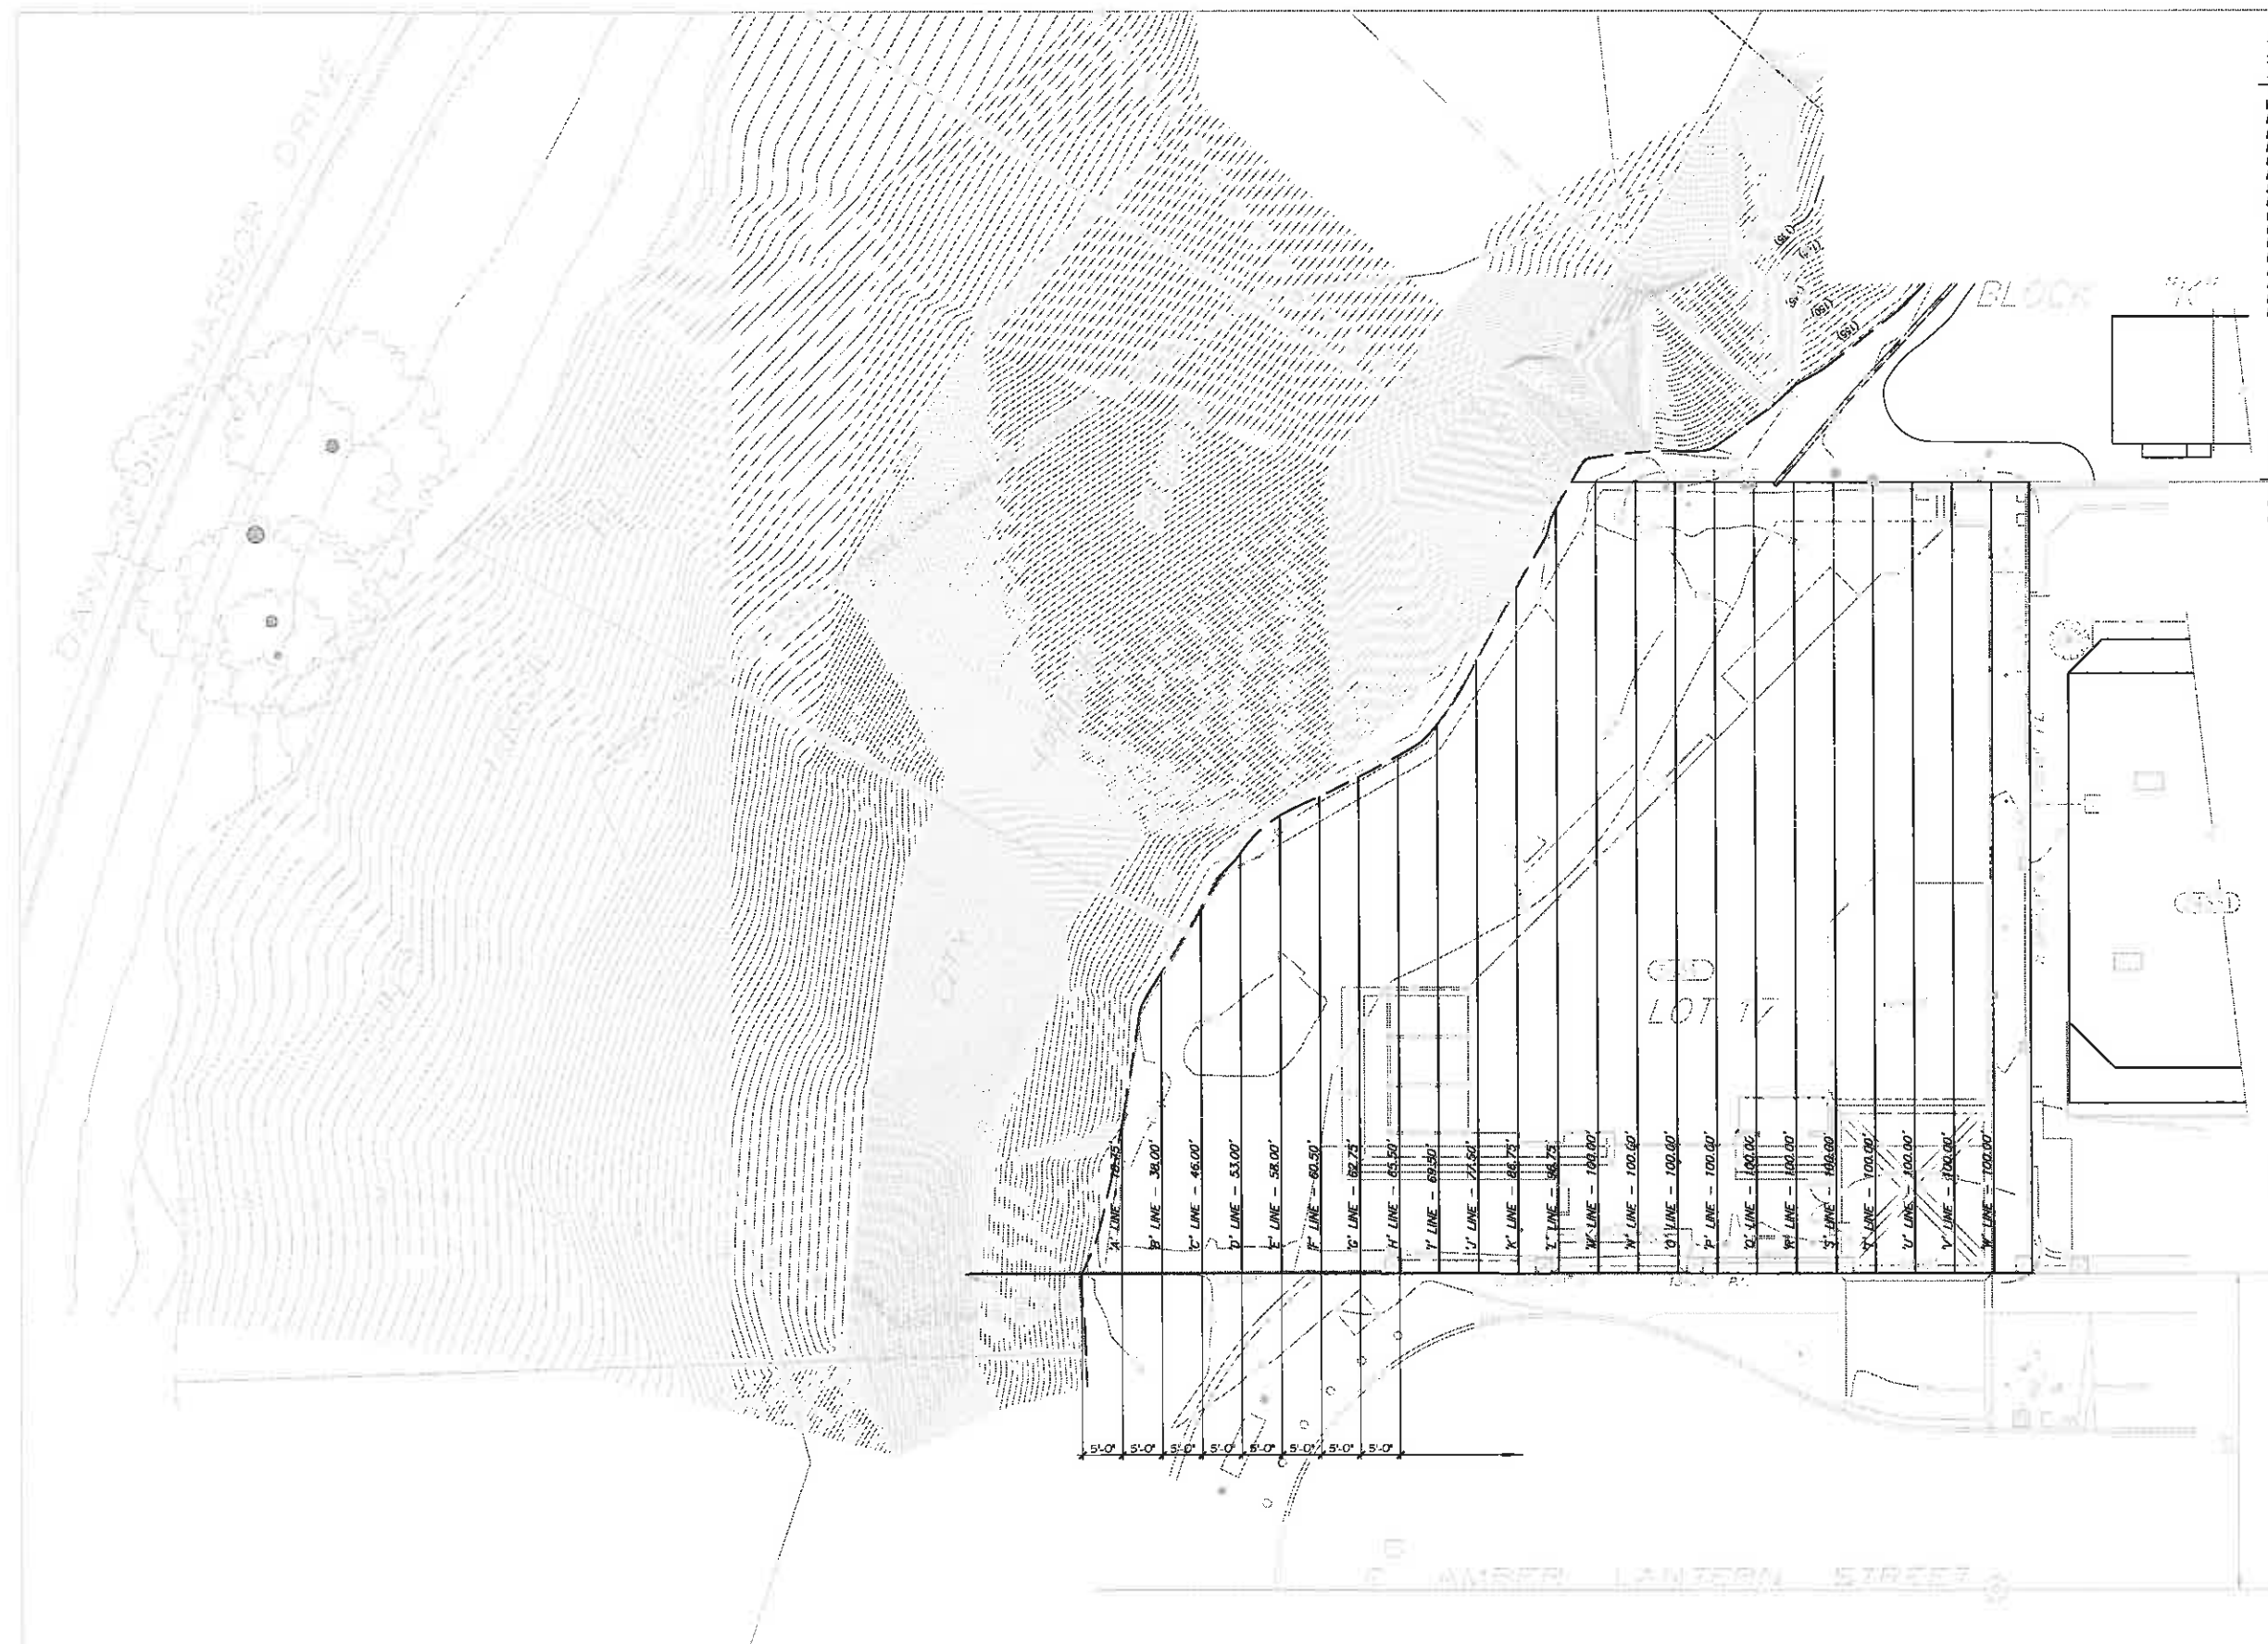 DRIVE
HARBOR
BLOCK "K"
(150)
(155)
LOT 17
'B' LINE - 38.00'
'C' LINE - 46.00'
'D' LINE - 53.00'
'E' LINE - 58.00'
'F' LINE - 60.50'
'G' LINE - 62.75'
'H' LINE - 65.50'
'I' LINE - 69.50'
'J' LINE - 77.50'
'K' LINE - 86.75'
'L' LINE - 96.75'
'M' LINE - 100.00'
'N' LINE - 100.00'
'O' LINE - 100.00'
'P' LINE - 100.00'
'Q' LINE - 100.00'
'R' LINE - 100.00'
'S' LINE - 100.00'
'T' LINE - 100.00'
'U' LINE - 100.00'
'V' LINE - 100.00'
'W' LINE - 100.00'
5'-0" 5'-0" 5'-0" 5'-0" 5'-0" 5'-0" 5'-0" 5'-0"
AMBER LANTERN STREET